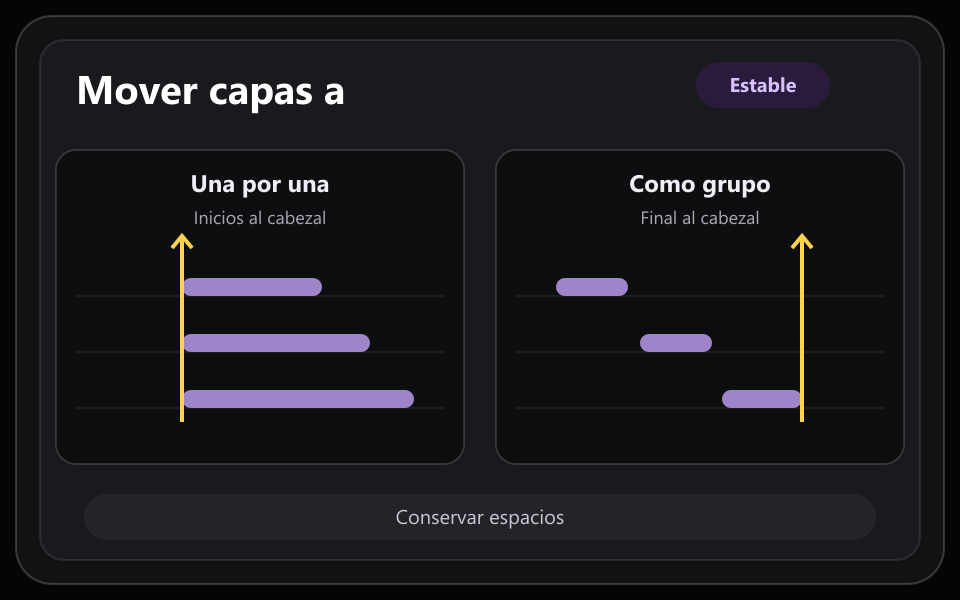 Mover capas a
Estable
Una por una
Inicios al cabezal
Como grupo
Final al cabezal
Conservar espacios